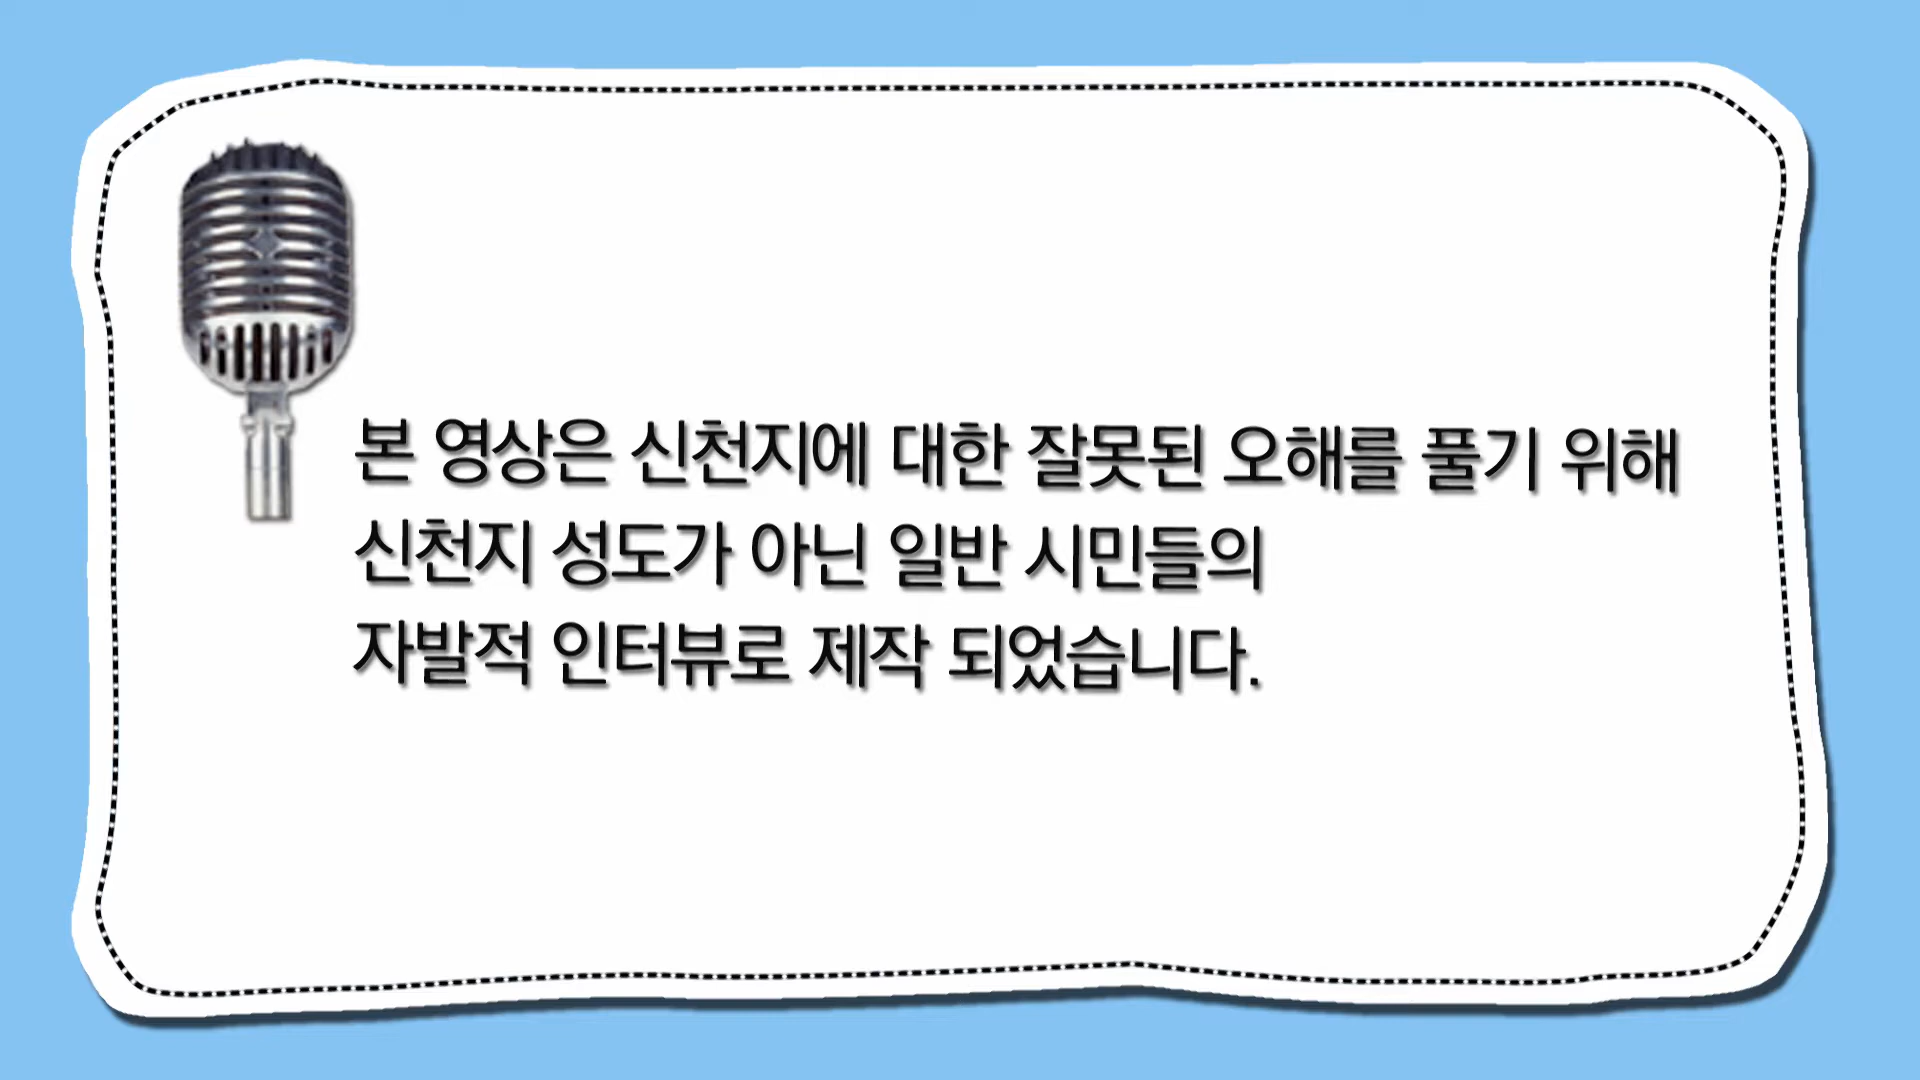 본 영상은 신천지에 대한 잘못된 오해를 풀기 위해
신천지 성도가 아닌 일반 시민들의
자발적 인터뷰로 제작 되었습니다.